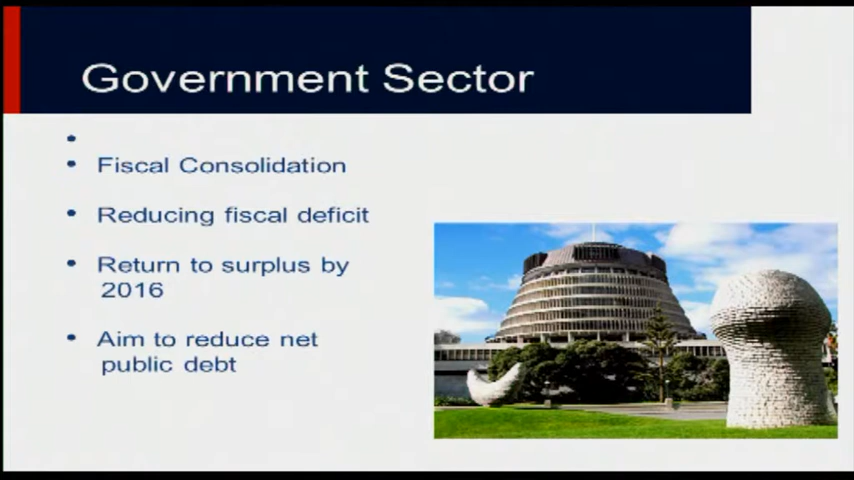 Government Sector
• 
• Fiscal Consolidation
• Reducing fiscal deficit
• Return to surplus by
2016
• Aim to reduce net
public debt